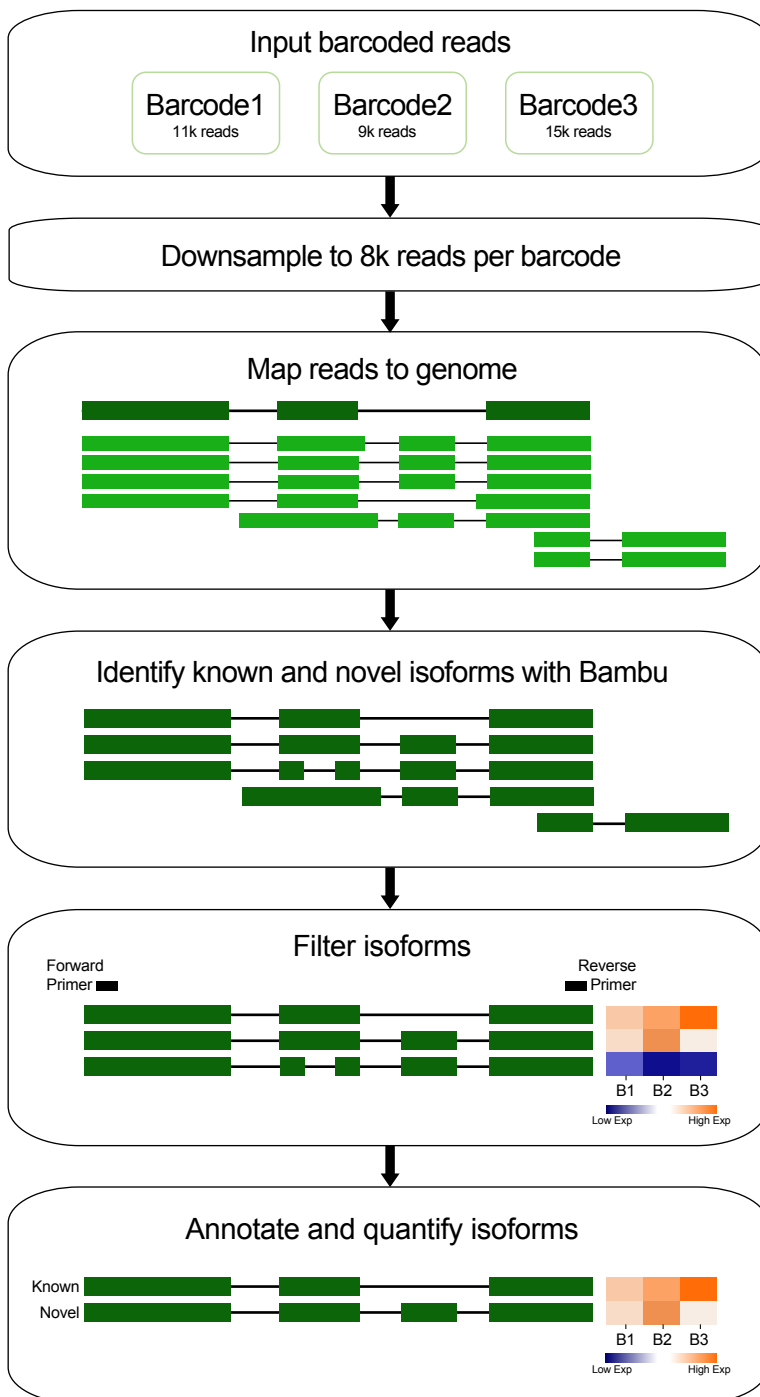 Input barcoded reads
Barcode1 Barcode2 Barcode3
11k reads 9k reads 15k reads
Downsample to 8k reads per barcode
Map reads to genome
Identify known and novel isoforms with Bambu
Filter isoforms
Forward Reverse
Primer Primer
B1 B2 B3
Low Exp High Exp
Annotate and quantify isoforms
Known
Novel
B1 B2 B3
Low Exp High Exp